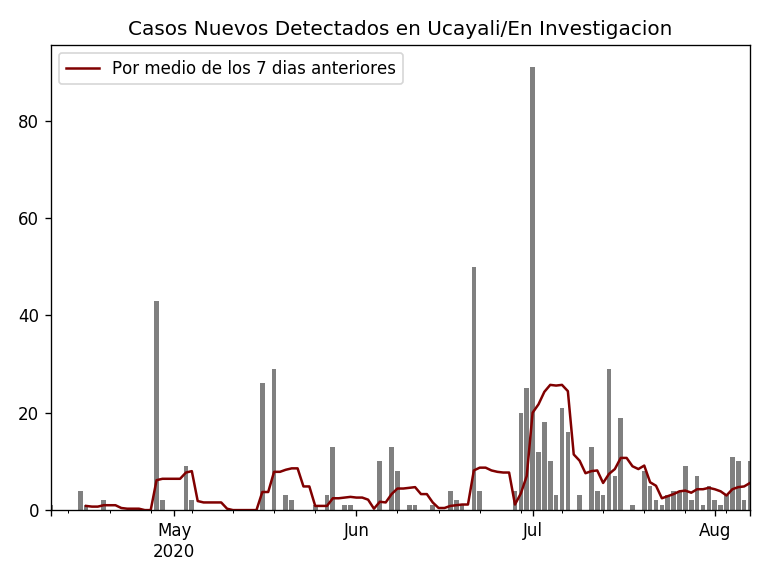 Casos Nuevos Detectados en Ucayali/En Investigacion
Por medio de los 7 dias anteriores
80
60
40
20
0
May Jun Jul Aug
2020